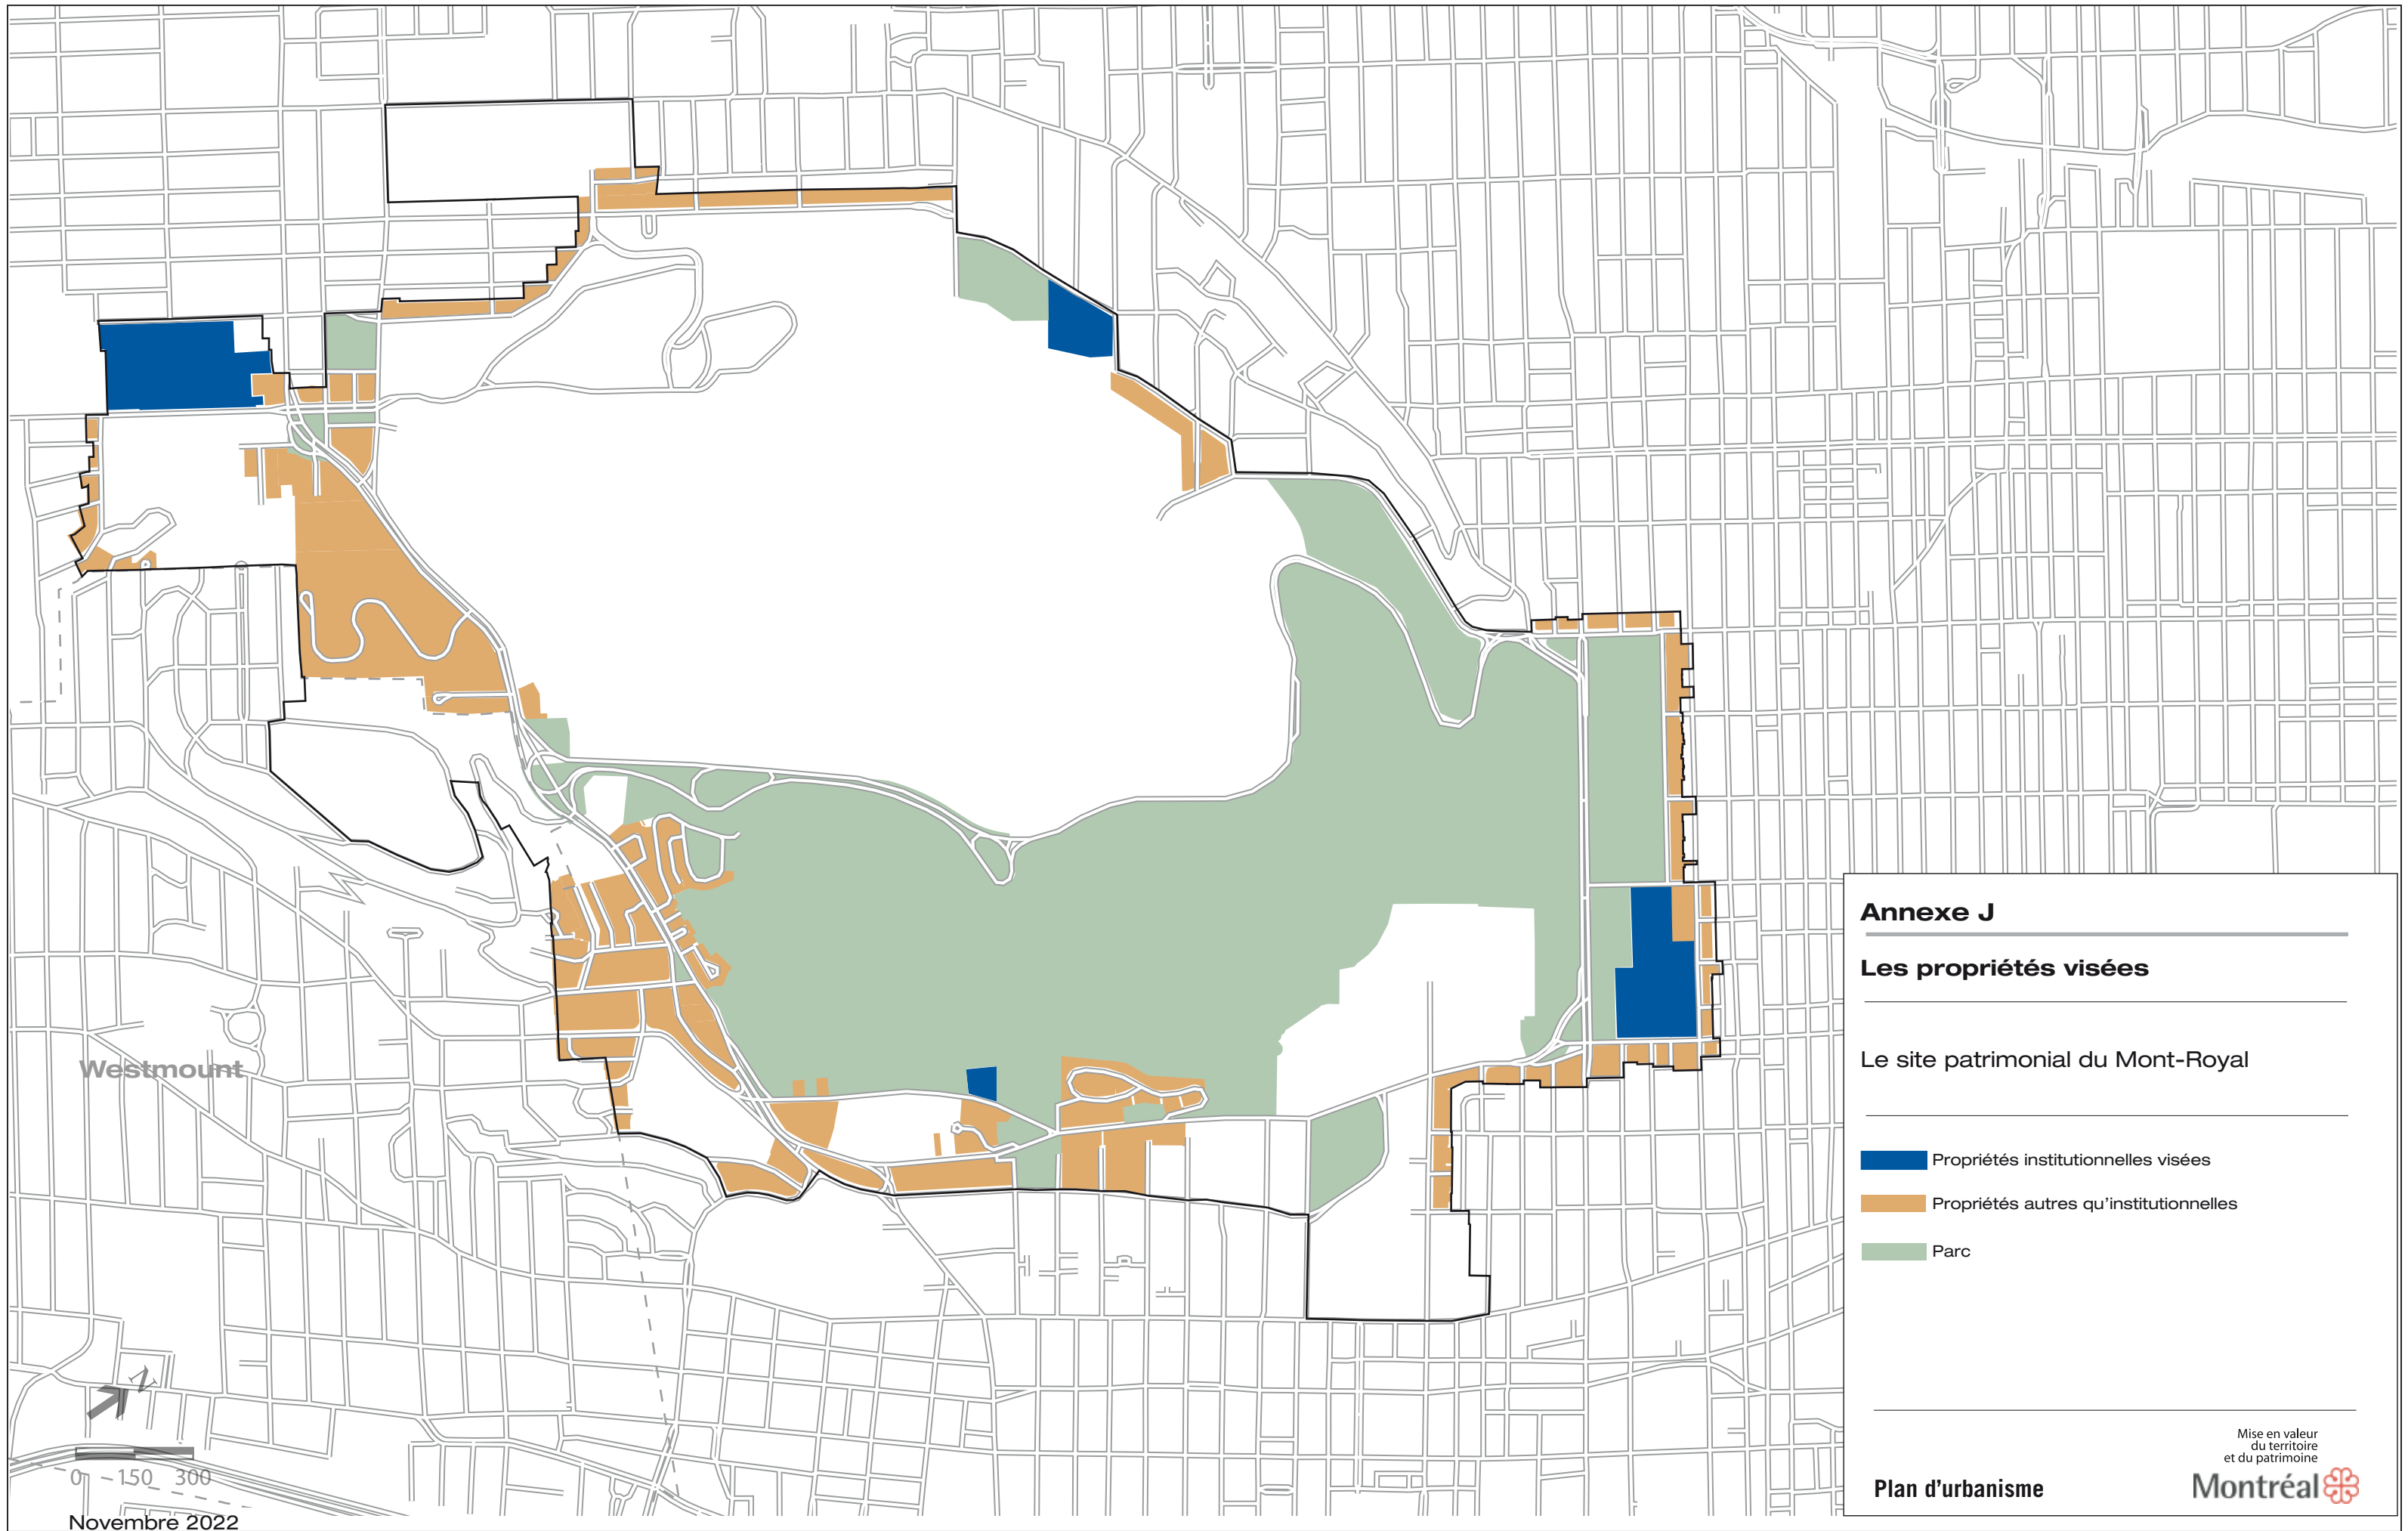 Westmount
N
0 150 300
Novembre 2022
Annexe J
Les propriétés visées
Le site patrimonial du Mont-Royal
Propriétés institutionnelles visées
Propriétés autres qu'institutionnelles
Parc
Mise en valeur
du territoire
et du patrimoine
Plan d'urbanisme
Montréal